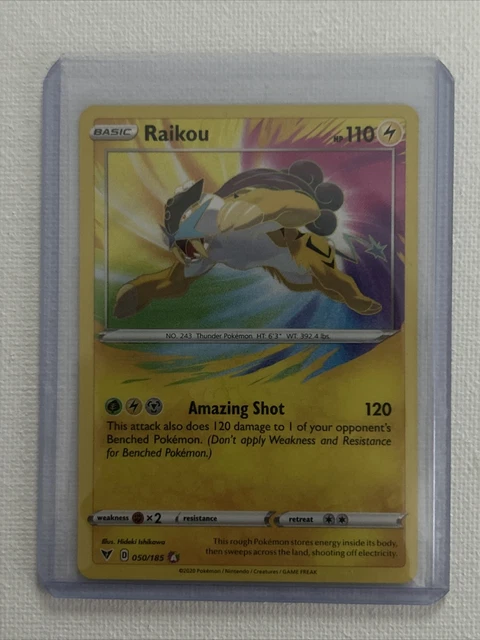 BASIC Raikou HP 110
NO. 243 Thunder Pokémon HT. 6'3" WT. 392.4 lbs.
Amazing Shot 120
This attack also does 120 damage to 1 of your opponent's
Benched Pokémon. (Don't apply Weakness and Resistance
for Benched Pokémon.)
weakness ×2 resistance retreat
Illus. Hideki Ishikawa
D 050/185 A
This rough Pokémon stores energy inside its body,
then sweeps across the land, shooting off electricity.
©2020 Pokémon / Nintendo / Creatures / GAME FREAK